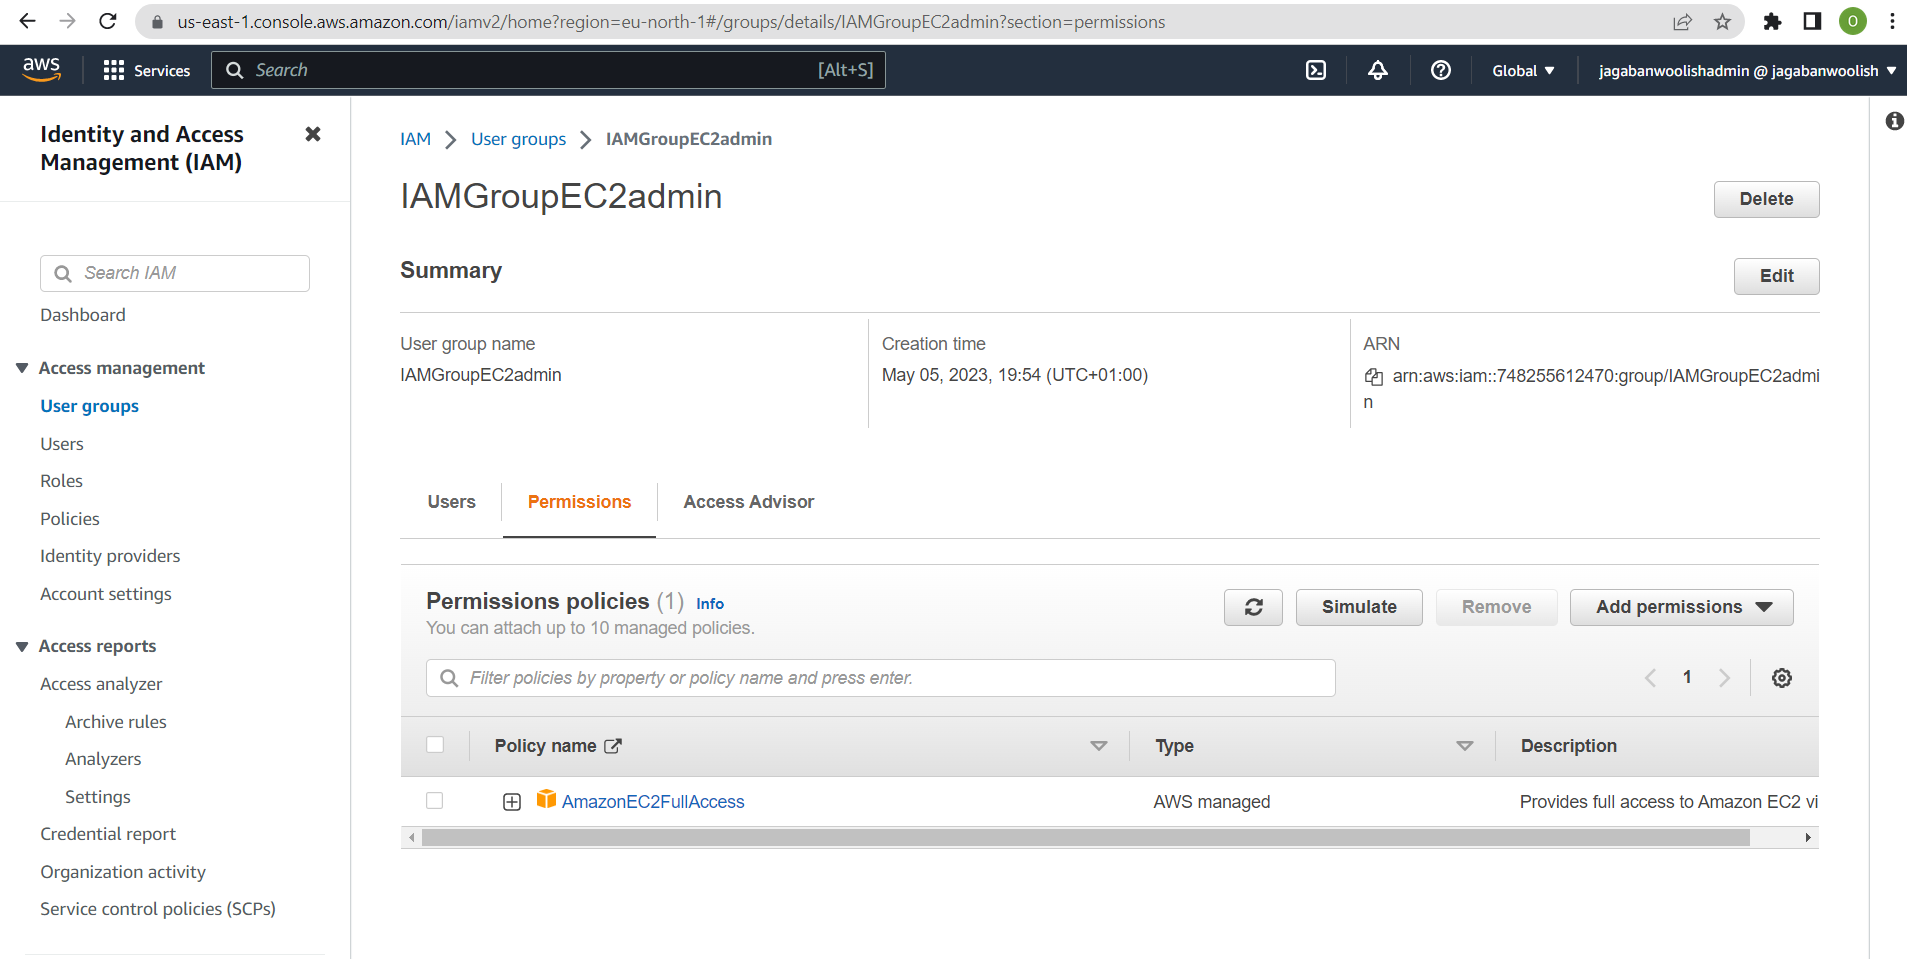 us-east-1.console.aws.amazon.com/iamv2/home?region=eu-north-1#/groups/details/IAMGroupEC2admin?section=permissions
O
aws
Services
Search
[Alt+S]
Global
jagabanwoolishadmin @ jagabanwoolish
Identity and Access
Management (IAM)
Search IAM
Dashboard
Access management
User groups
Users
Roles
Policies
Identity providers
Account settings
Access reports
Access analyzer
Archive rules
Analyzers
Settings
Credential report
Organization activity
Service control policies (SCPs)
IAM
User groups
IAMGroupEC2admin
IAMGroupEC2admin
Delete
Summary
Edit
User group name
IAMGroupEC2admin
Creation time
May 05, 2023, 19:54 (UTC+01:00)
ARN
arn:aws:iam::748255612470:group/IAMGroupEC2admi
n
Users
Permissions
Access Advisor
Permissions policies (1) Info
You can attach up to 10 managed policies.
Simulate
Remove
Add permissions
Filter policies by property or policy name and press enter.
1
Policy name
Type
Description
AmazonEC2FullAccess
AWS managed
Provides full access to Amazon EC2 vi